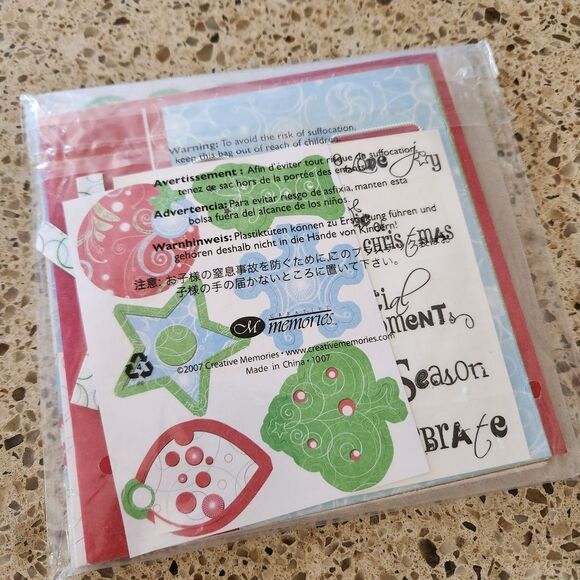 Warning: To avoid the risk of suffocation,
keep this bag out of reach of children.
Avertissement : Afin d'éviter tout risque de suffocation,
tenez ce sac hors de la portée des enfants
Advertencia: Para evitar riesgo de asfixia, manten esta
bolsa fuera del alcance de los niños.
Warnhinweis: Plastiktüten können zu Erstickung führen und
gehören deshalb nicht in die Hände von Kindern!
注意: お子様の窒息事故を防ぐために、この
子様の手の届かないところに置いて下さい。
CREATIVE
M memories
©2007 Creative Memories • www.creativememories.com
Made in China • 1007
love joy
christmas
moments
Season